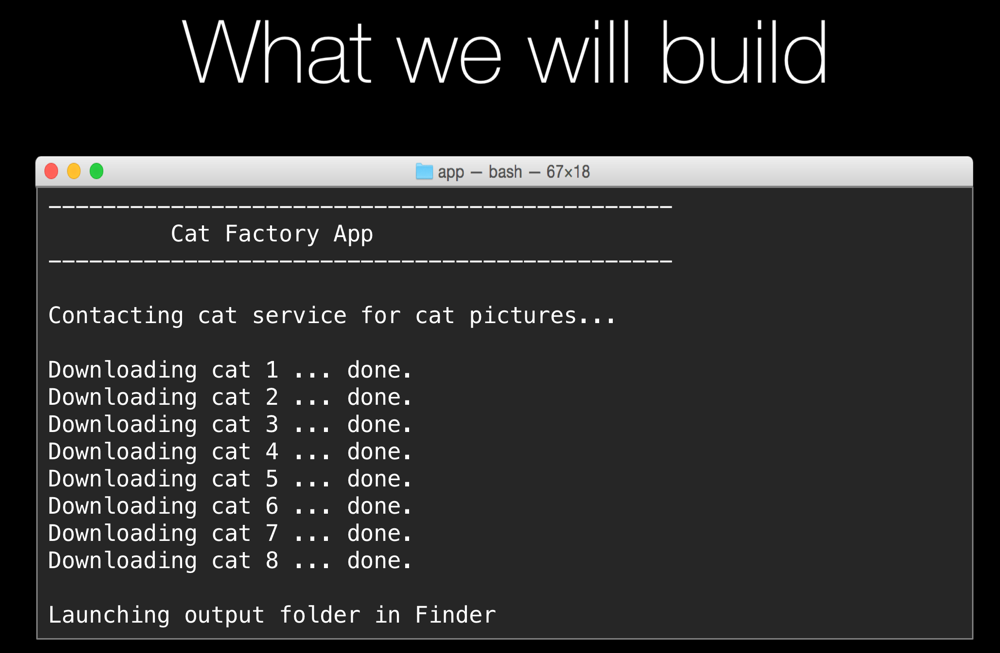 What we will build
app — bash — 67×18
----------------------------------------------
Cat Factory App
----------------------------------------------
Contacting cat service for cat pictures...
Downloading cat 1 ... done.
Downloading cat 2 ... done.
Downloading cat 3 ... done.
Downloading cat 4 ... done.
Downloading cat 5 ... done.
Downloading cat 6 ... done.
Downloading cat 7 ... done.
Downloading cat 8 ... done.
Launching output folder in Finder